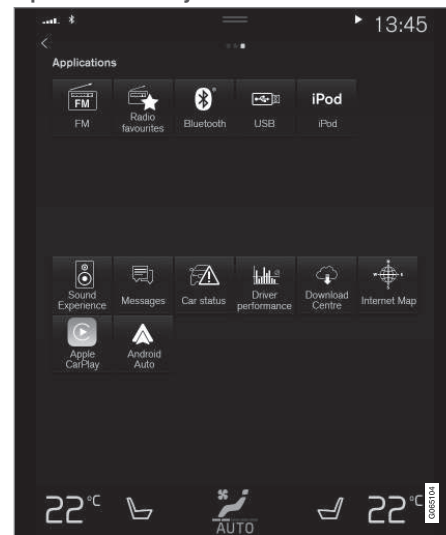 13:45
Applications
FM
FM
Radio
favourites
Bluetooth
USB
iPod
iPod
Sound
Experience
Messages
Car status
Driver
performance
Download
Centre
Internet Map
Apple
CarPlay
Android
Auto
22°C
AUTO
22°C
G065104